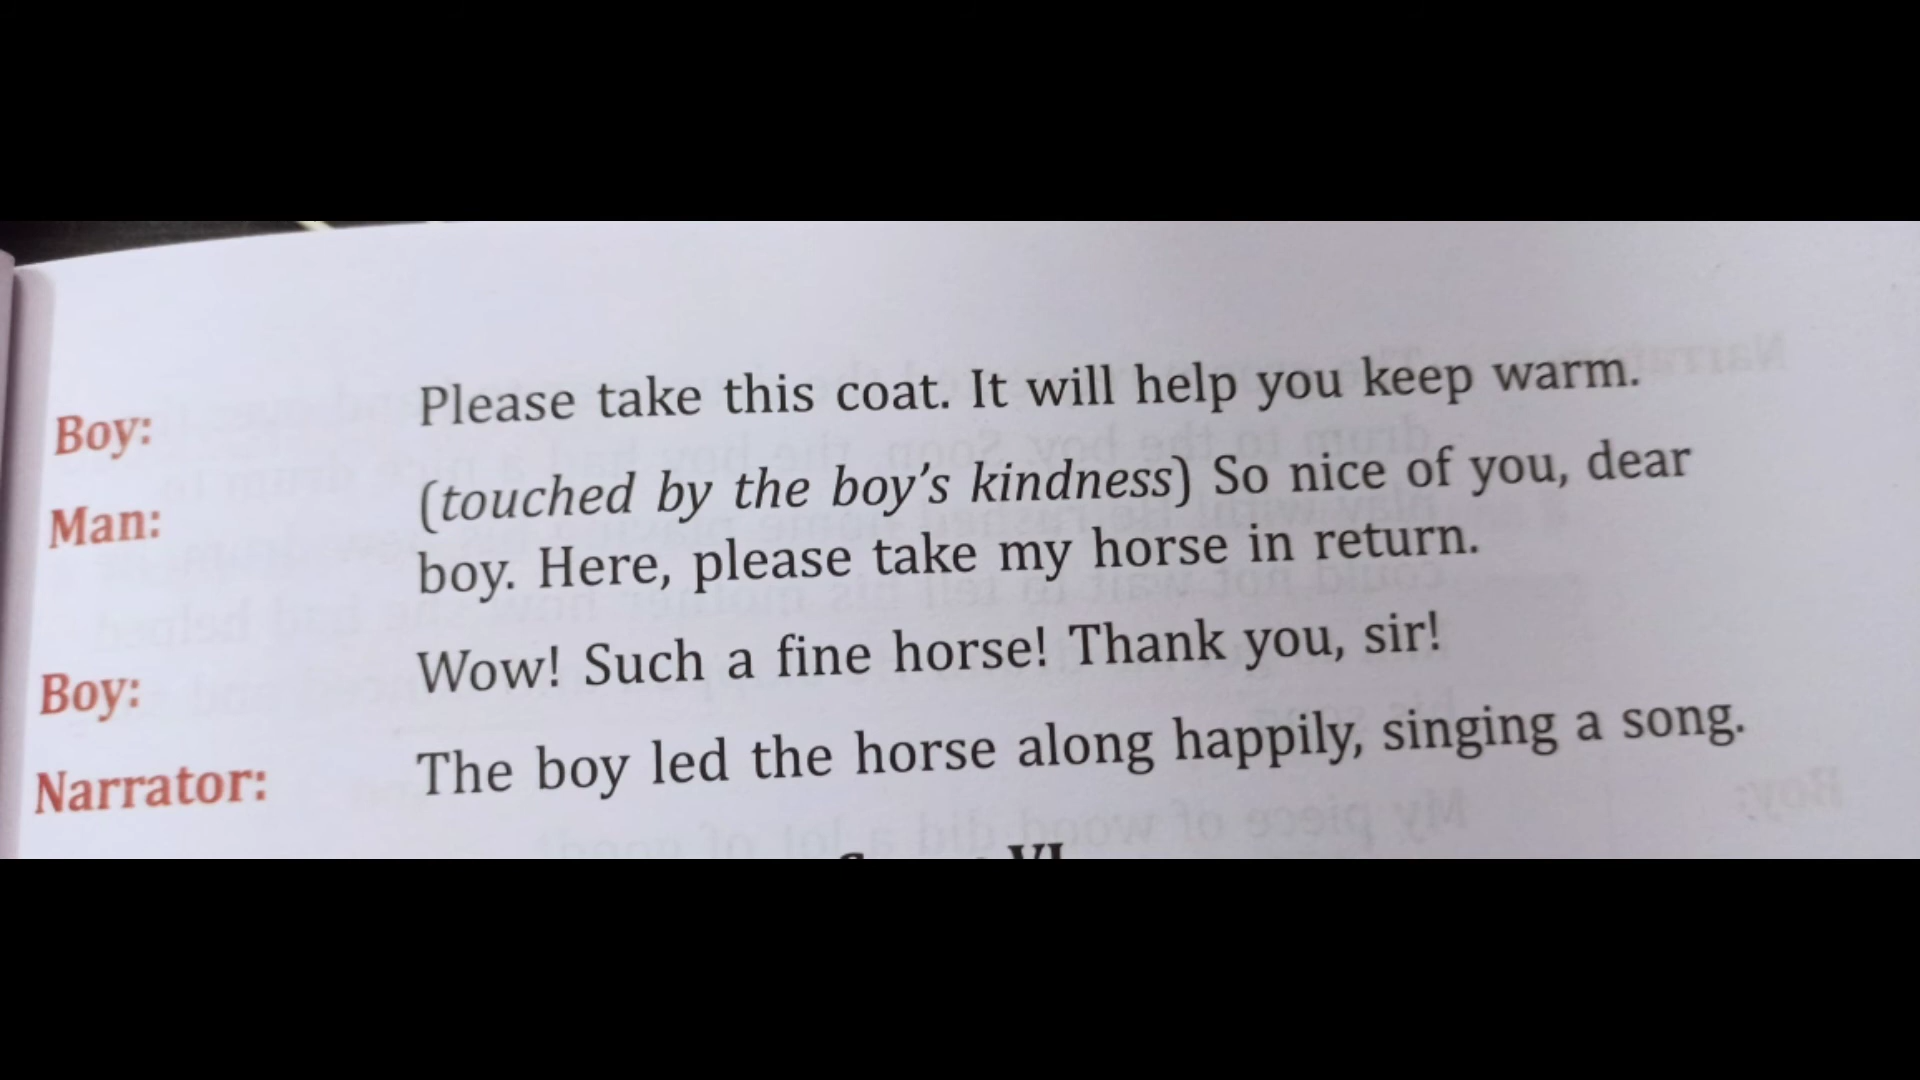 Boy: Please take this coat. It will help you keep warm.
Man: (touched by the boy's kindness) So nice of you, dear
boy. Here, please take my horse in return.
Boy: Wow! Such a fine horse! Thank you, sir!
Narrator: The boy led the horse along happily, singing a song.
VI